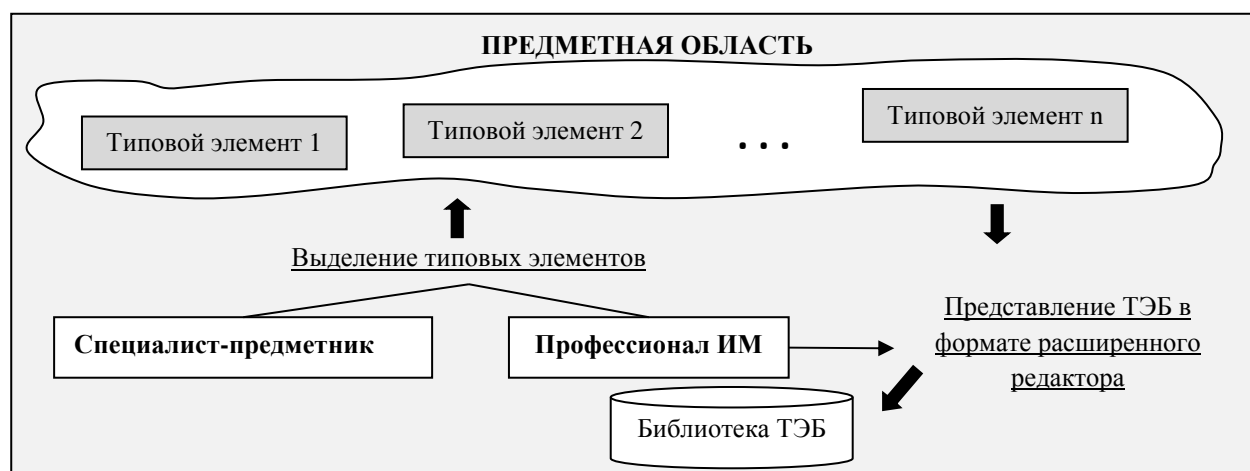 ПРЕДМЕТНАЯ ОБЛАСТЬ
Типовой элемент 1
Типовой элемент 2
...
Типовой элемент n
Выделение типовых элементов
Специалист-предметник
Профессионал ИМ
Представление ТЭБ в
формате расширенного
редактора
Библиотека ТЭБ